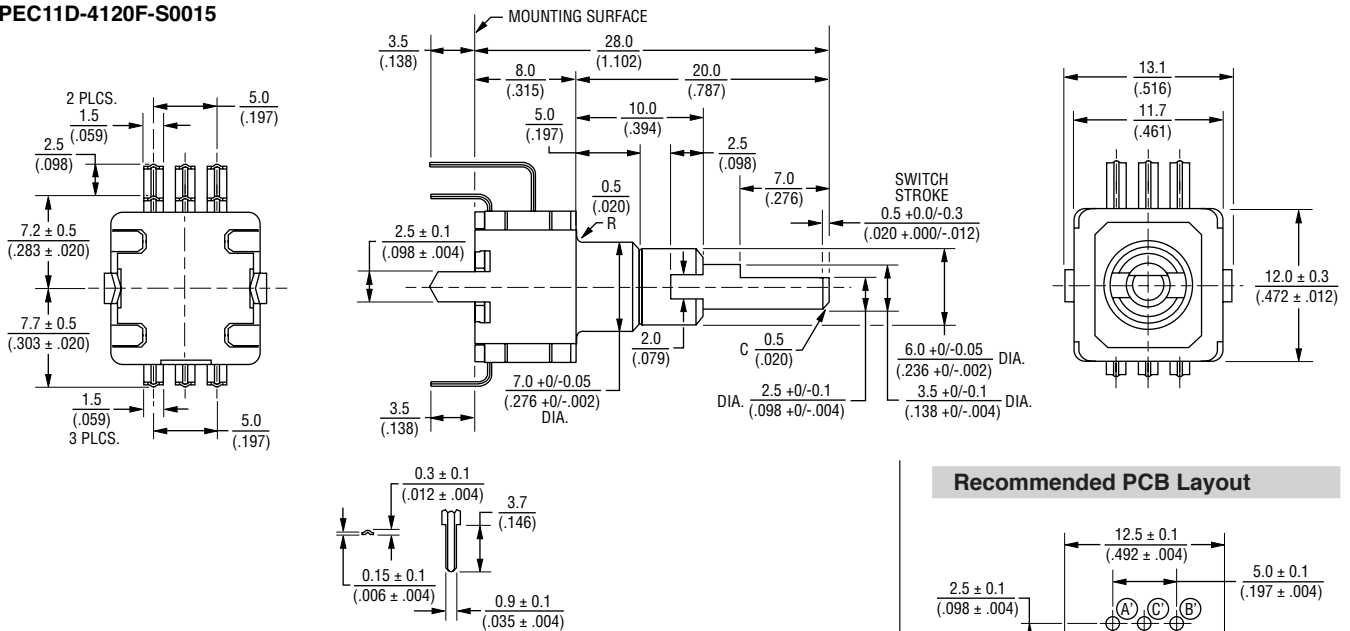 PEC11D-4120F-S0015
MOUNTING SURFACE
3.5
(.138)
28.0
(1.102)
8.0
(.315)
20.0
(.787)
5.0
(.197)
10.0
(.394)
2.5
(.098)
7.0
(.276)
SWITCH
STROKE
0.5 +0.0/-0.3
(.020 +.000/-.012)
2 PLCS.
1.5
(.059)
5.0
(.197)
2.5
(.098)
7.2 ± 0.5
(.283 ± .020)
7.7 ± 0.5
(.303 ± .020)
1.5
(.059)
3 PLCS.
5.0
(.197)
0.5
(.020)
R
2.5 ± 0.1
(.098 ± .004)
3.5
(.138)
7.0 +0/-0.05
(.276 +0/-.002)
DIA.
2.0
(.079)
C 0.5
(.020)
6.0 +0/-0.05
(.236 +0/-.002)
DIA.
DIA. 2.5 +0/-0.1
(.098 +0/-.004)
3.5 +0/-0.1
(.138 +0/-.004)
DIA.
13.1
(.516)
11.7
(.461)
12.0 ± 0.3
(.472 ± .012)
0.3 ± 0.1
(.012 ± .004)
3.7
(.146)
0.15 ± 0.1
(.006 ± .004)
0.9 ± 0.1
(.035 ± .004)
Recommended PCB Layout
12.5 ± 0.1
(.492 ± .004)
2.5 ± 0.1
(.098 ± .004)
5.0 ± 0.1
(.197 ± .004)
A' C' B'